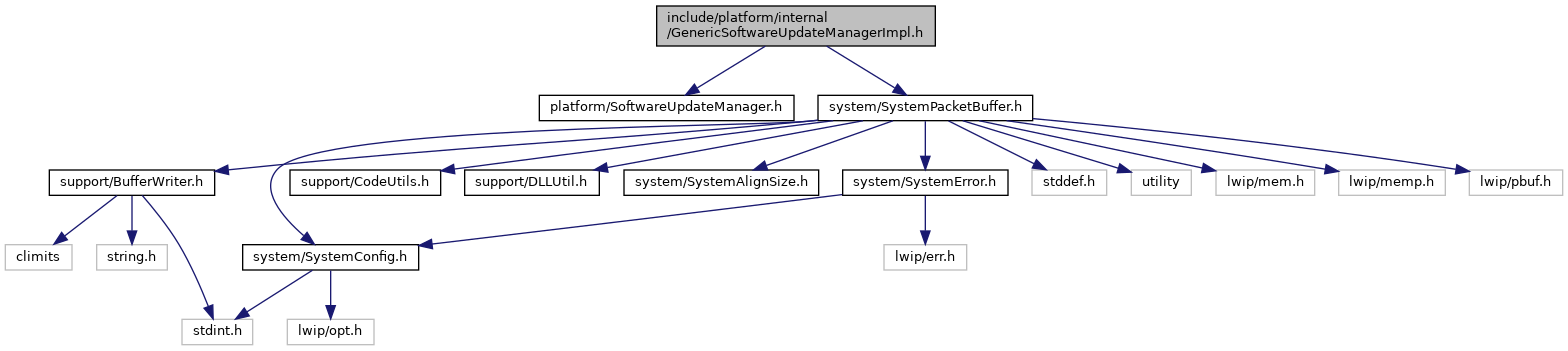 include/platform/internal
/GenericSoftwareUpdateManagerImpl.h
platform/SoftwareUpdateManager.h
system/SystemPacketBuffer.h
support/BufferWriter.h
support/CodeUtils.h
support/DLLUtil.h
system/SystemAlignSize.h
system/SystemError.h
stddef.h
utility
lwip/mem.h
lwip/memp.h
lwip/pbuf.h
climits
string.h
system/SystemConfig.h
lwip/err.h
stdint.h
lwip/opt.h